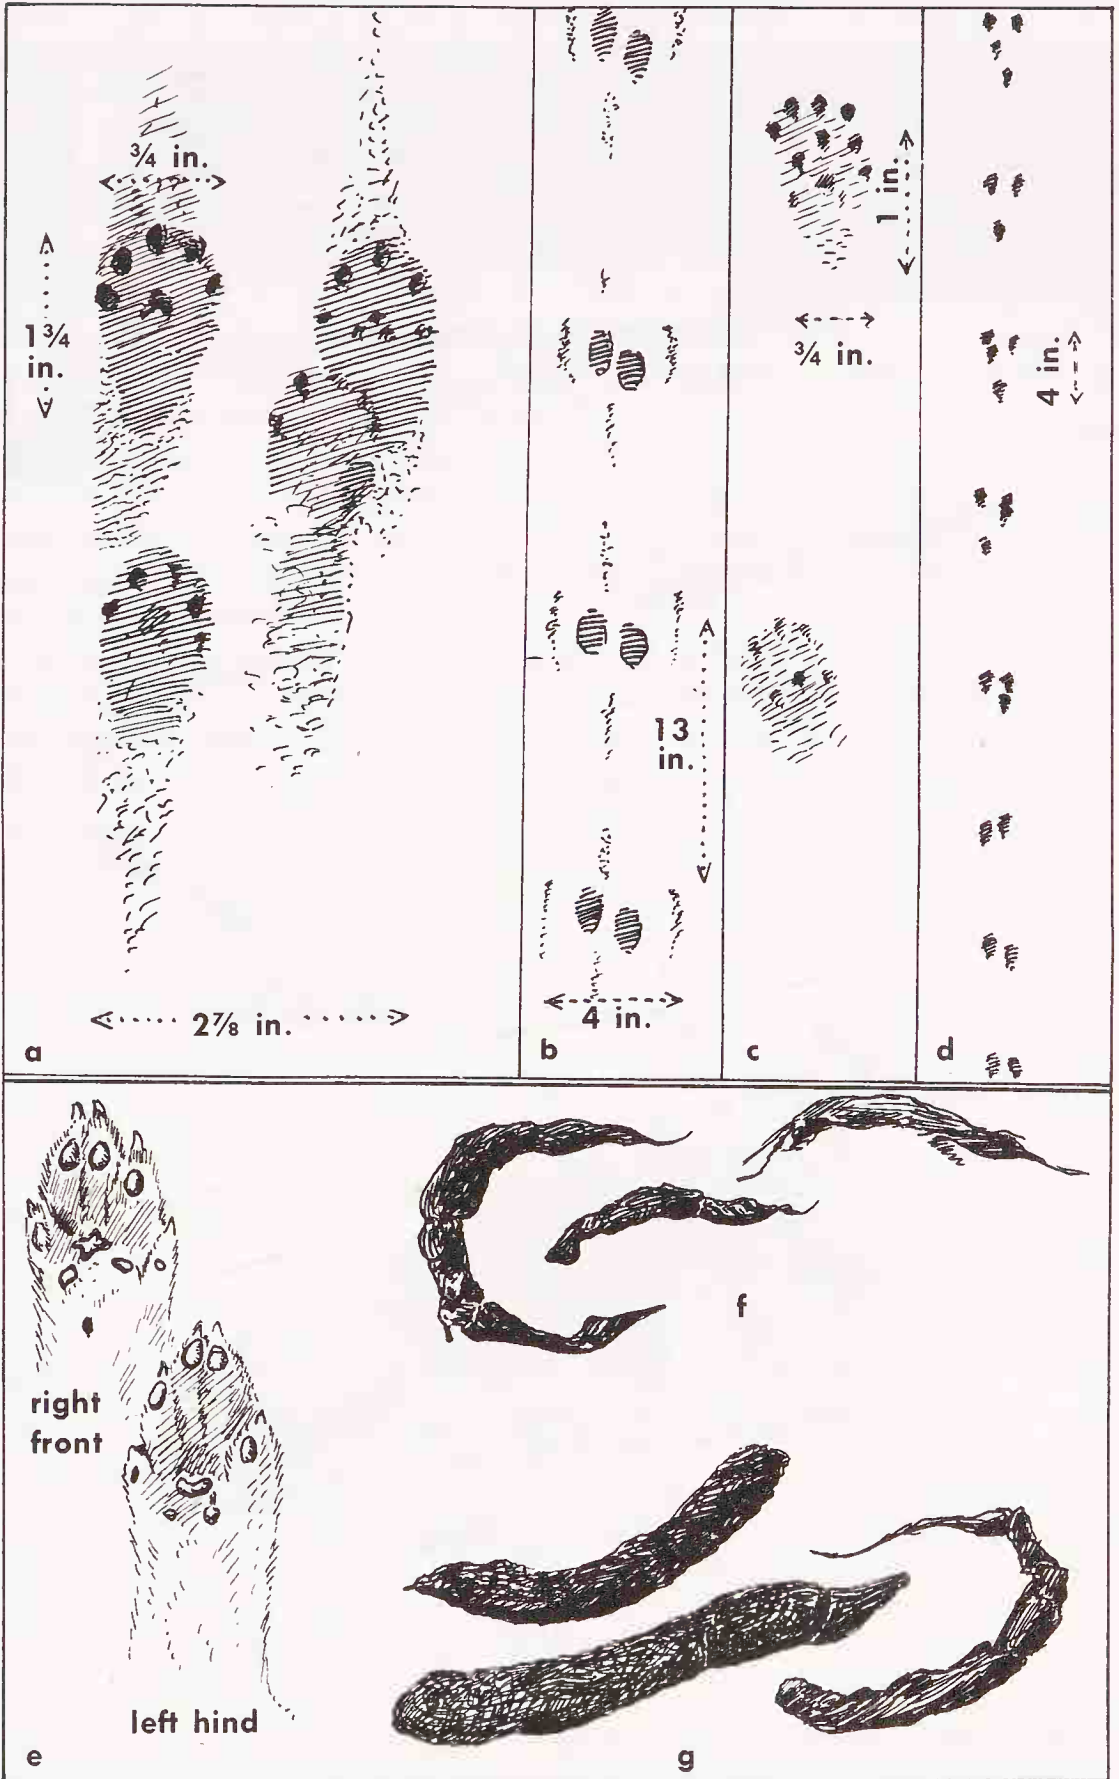 ¾ in.
1¾
in.
2⅞ in.
a
13
in.
4 in.
b
1 in.
¾ in.
c
4 in.
d
right
front
left hind
e
f
g